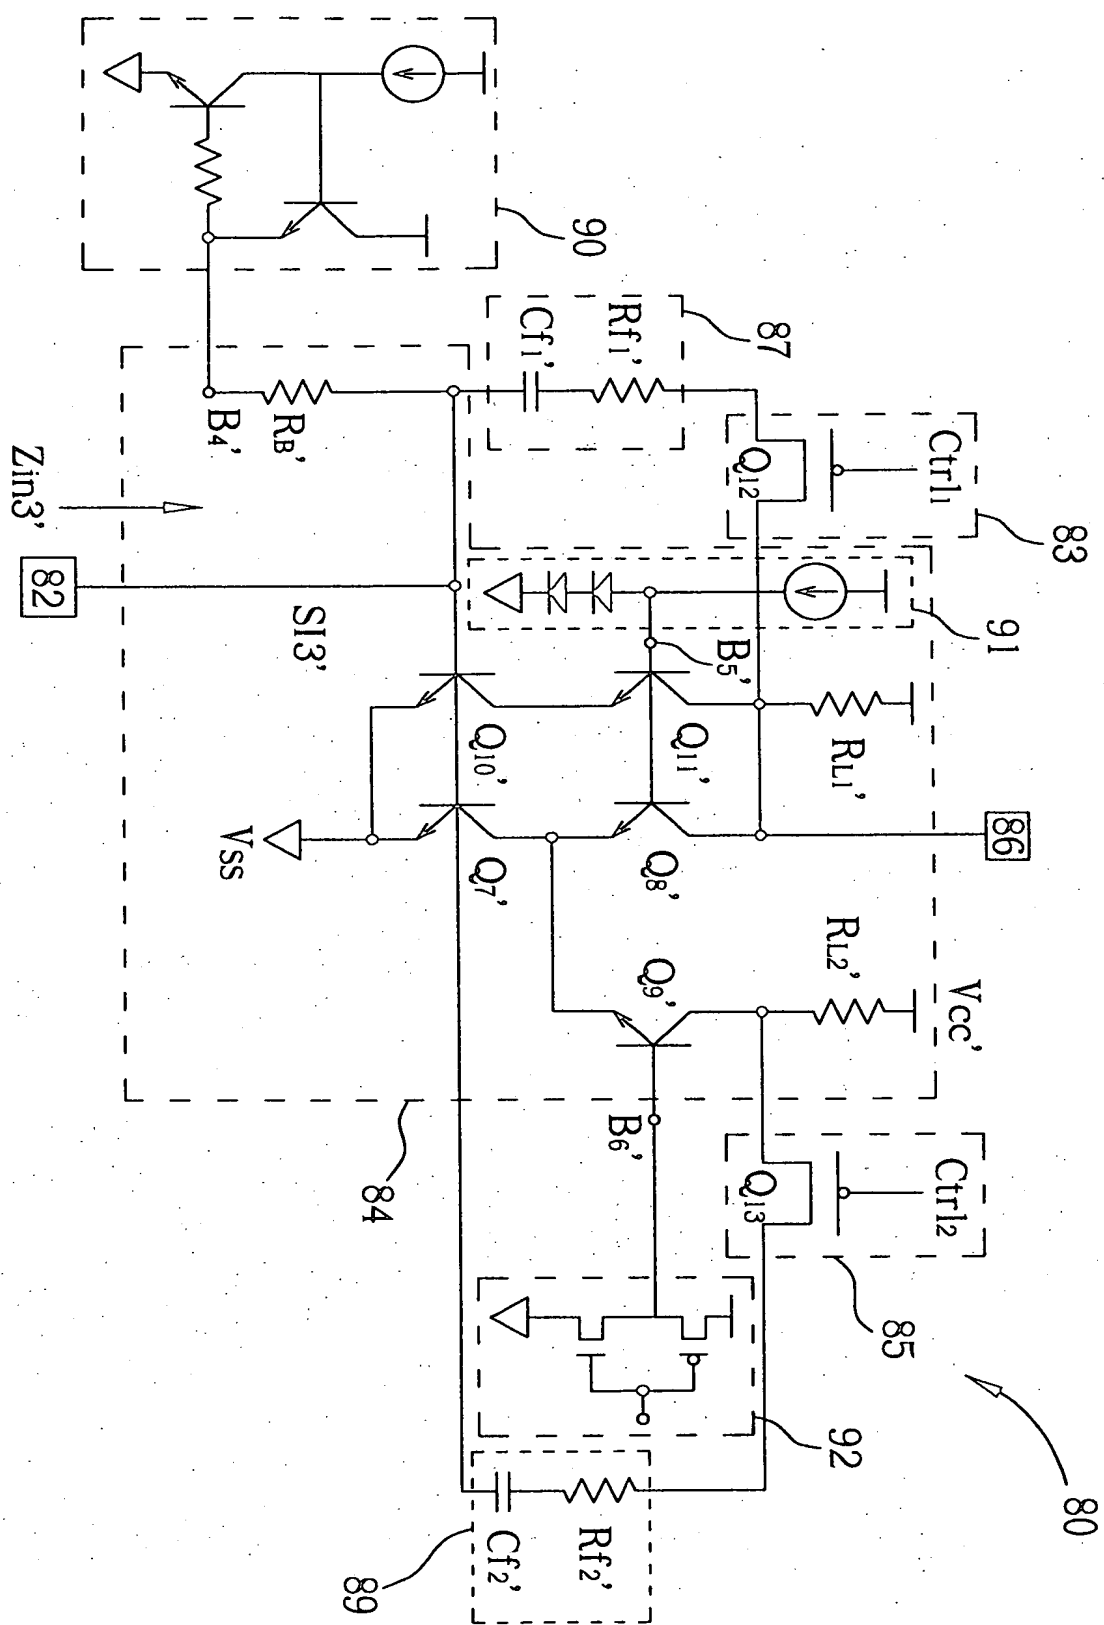 80
90
87
Rf1'
Cf1'
83
Ctrl1
Q12
91
B5'
RL1'
86
RL2'
Vcc'
Ctrl2
Q13
85
RB'
B4'
Zin3'
82
SI3'
Q10'
Q11'
Q7'
Q8'
Q9'
Vss
B6'
84
92
Rf2'
Cf2'
89